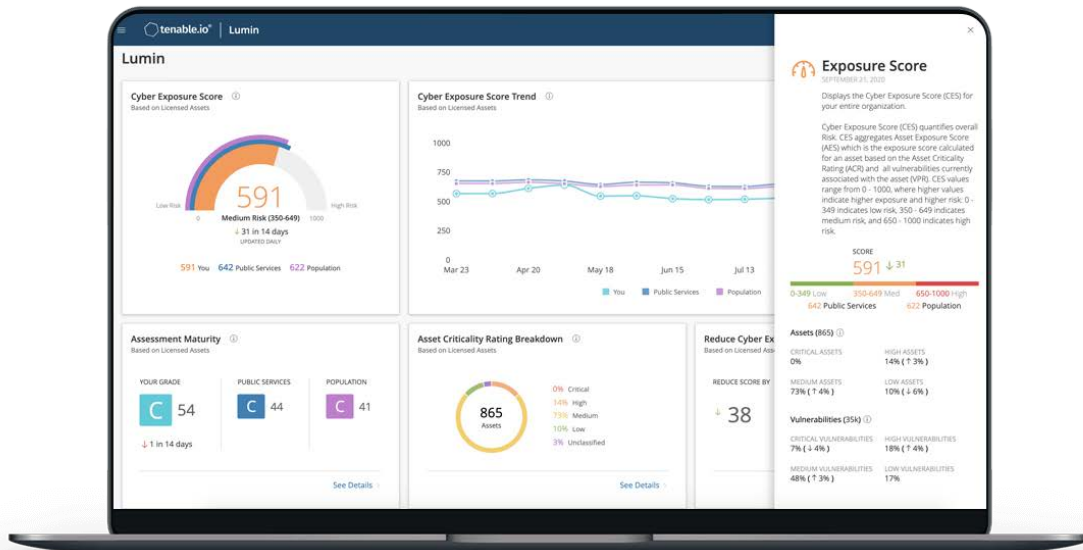 tenable.io® | Lumin
Lumin
Cyber Exposure Score
Based on Licensed Assets
Low Risk
High Risk
591
0
1000
Medium Risk (350-649)
↓ 31 in 14 days
UPDATED DAILY
591 You 642 Public Services 622 Population
Cyber Exposure Score Trend
Based on Licensed Assets
1000
750
500
250
0
Mar 23 Apr 20 May 18 Jun 15 Jul 13
You Public Services Population
Assessment Maturity
Based on Licensed Assets
YOUR GRADE
C 54
↓ 1 in 14 days
PUBLIC SERVICES
C 44
POPULATION
C 41
See Details
Asset Criticality Rating Breakdown
Based on Licensed Assets
865
Assets
0% Critical
14% High
73% Medium
10% Low
3% Unclassified
See Details
Reduce Cyber Ex
Based on Licensed Ass
REDUCE SCORE BY
↓ 38
Exposure Score
SEPTEMBER 21, 2020
Displays the Cyber Exposure Score (CES) for
your entire organization.
Cyber Exposure Score (CES) quantifies overall
Risk. CES aggregates Asset Exposure Score
(AES) which is the exposure score calculated
for an asset based on the Asset Criticality
Rating (ACR) and all vulnerabilities currently
associated with the asset (VPR). CES values
range from 0 - 1000, where higher values
indicate higher exposure and higher risk: 0 -
349 indicates low risk, 350 - 649 indicates
medium risk, and 650 - 1000 indicates high
risk.
SCORE
591 ↓ 31
0-349 Low 350-649 Med 650-1000 High
642 Public Services 622 Population
Assets (865)
CRITICAL ASSETS HIGH ASSETS
0% 14% (↑ 3% )
MEDIUM ASSETS LOW ASSETS
73% (↑ 4% ) 10% (↓ 6% )
Vulnerabilities (35k)
CRITICAL VULNERABILITIES HIGH VULNERABILITIES
7% (↓ 4% ) 18% (↑ 4% )
MEDIUM VULNERABILITIES LOW VULNERABILITIES
48% (↑ 3% ) 17%